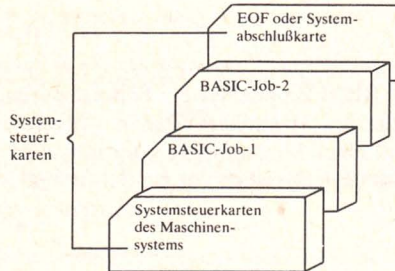 EOF oder System-
abschlußkarte
BASIC-Job-2
System-
steuer-
karten
BASIC-Job-1
Systemsteuerkarten
des Maschinen-
systems